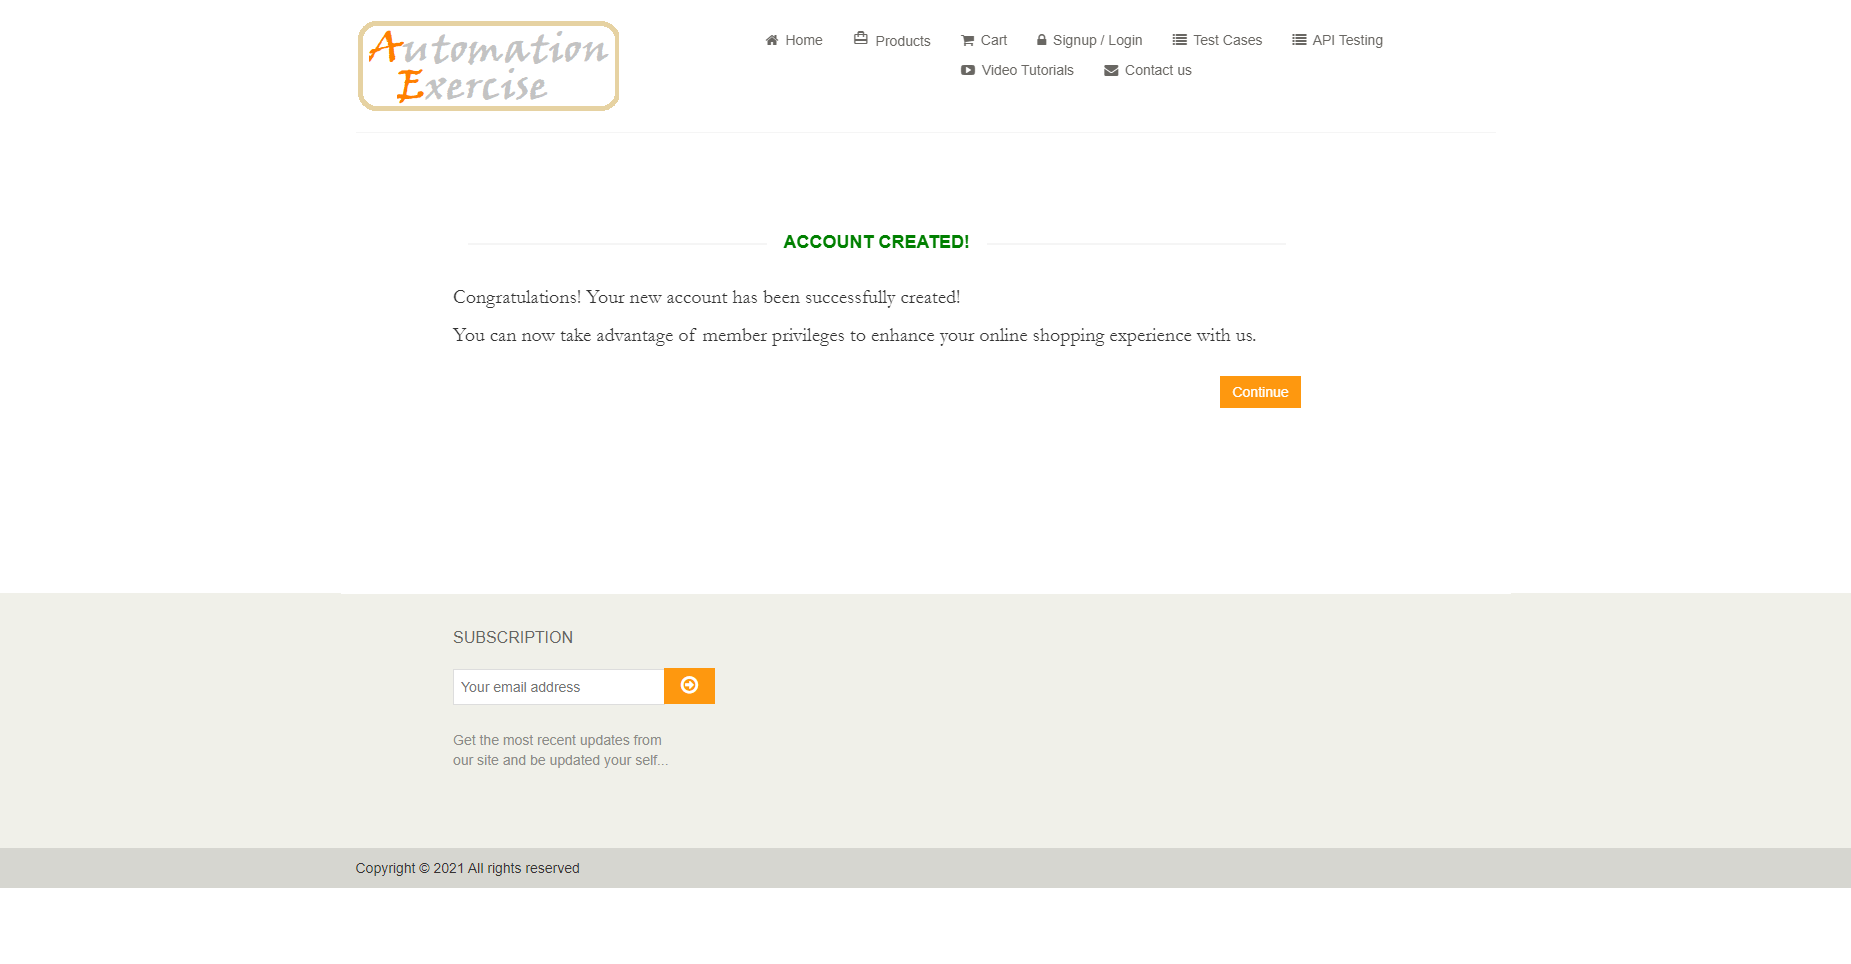 Automation
Exercise
Home Products Cart Signup / Login Test Cases API Testing
Video Tutorials Contact us
ACCOUNT CREATED!
Congratulations! Your new account has been successfully created!
You can now take advantage of member privileges to enhance your online shopping experience with us.
Continue
SUBSCRIPTION
Your email address
Get the most recent updates from
our site and be updated your self...
Copyright © 2021 All rights reserved